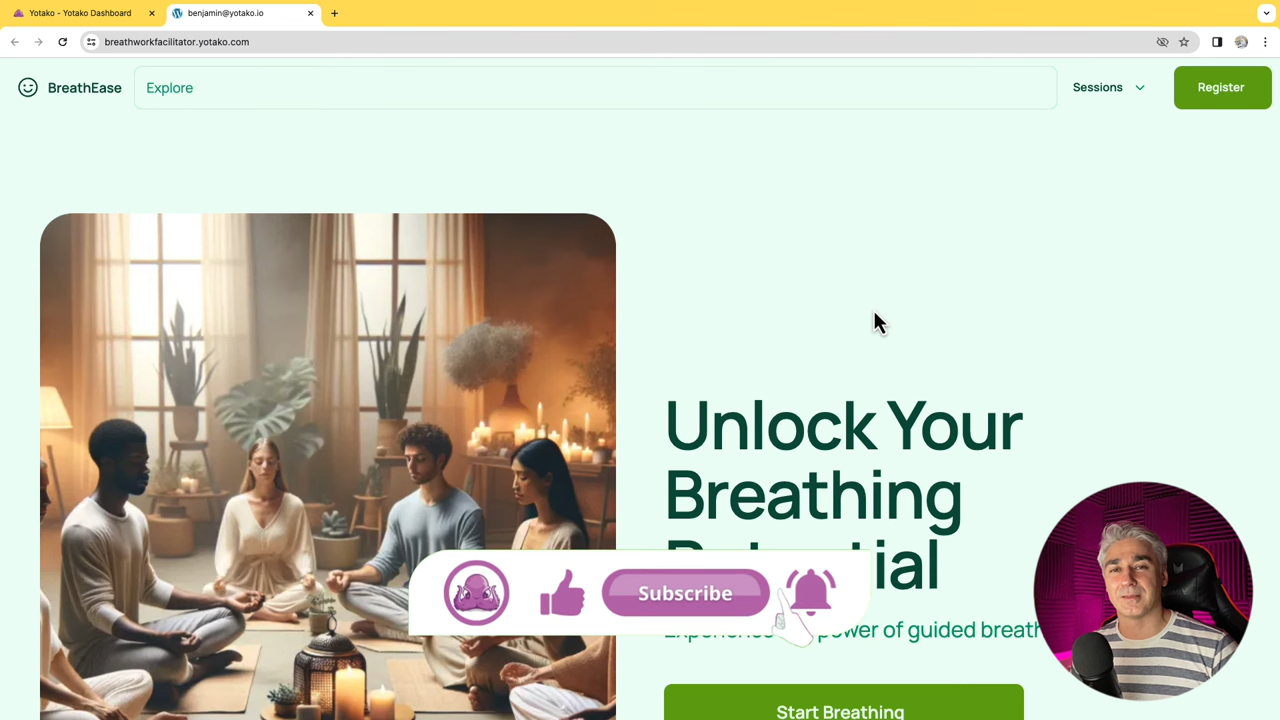 Yotako - Yotako Dashboard
benjamin@yotako.io
breathworkfacilitator.yotako.com
BreathEase
Explore
Sessions
Register
Unlock Your
Breathing
Subscribe
power of guided breath
Start Breathing